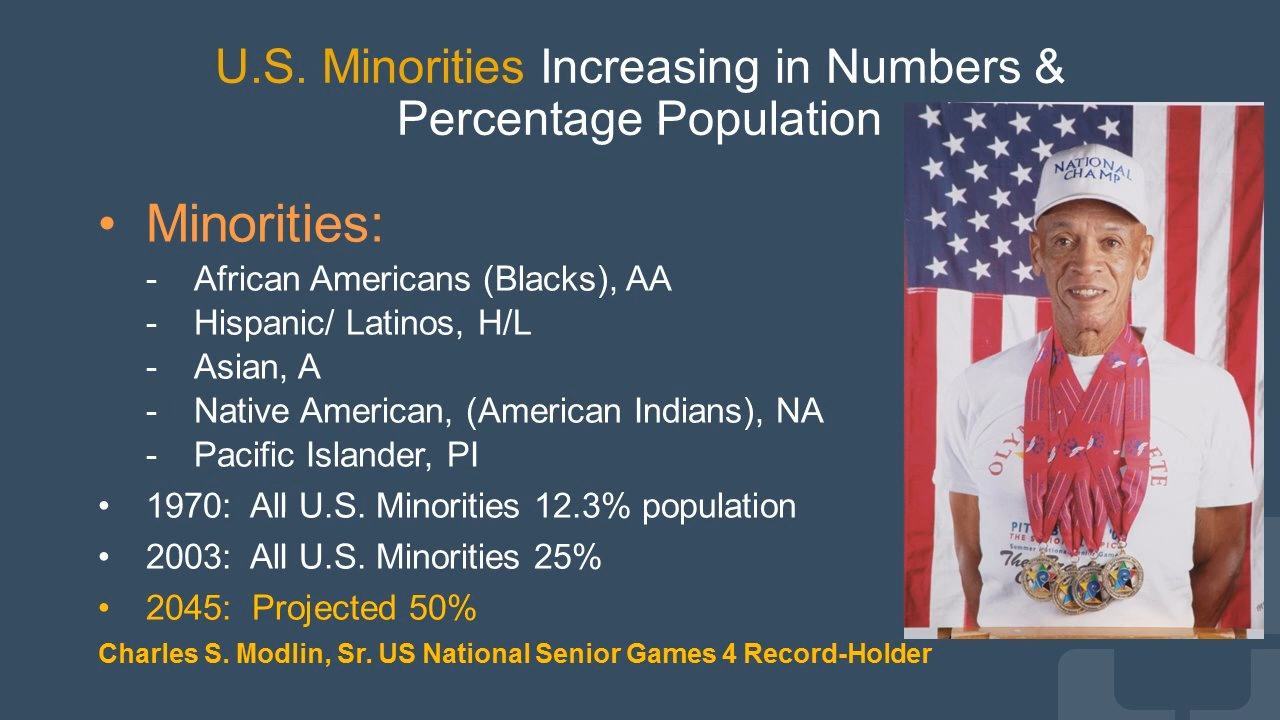 U.S. Minorities Increasing in Numbers &
Percentage Population
• Minorities:
- African Americans (Blacks), AA
- Hispanic/ Latinos, H/L
- Asian, A
- Native American, (American Indians), NA
- Pacific Islander, PI
• 1970: All U.S. Minorities 12.3% population
• 2003: All U.S. Minorities 25%
• 2045: Projected 50%
Charles S. Modlin, Sr. US National Senior Games 4 Record-Holder
NATIONAL
CHAMP